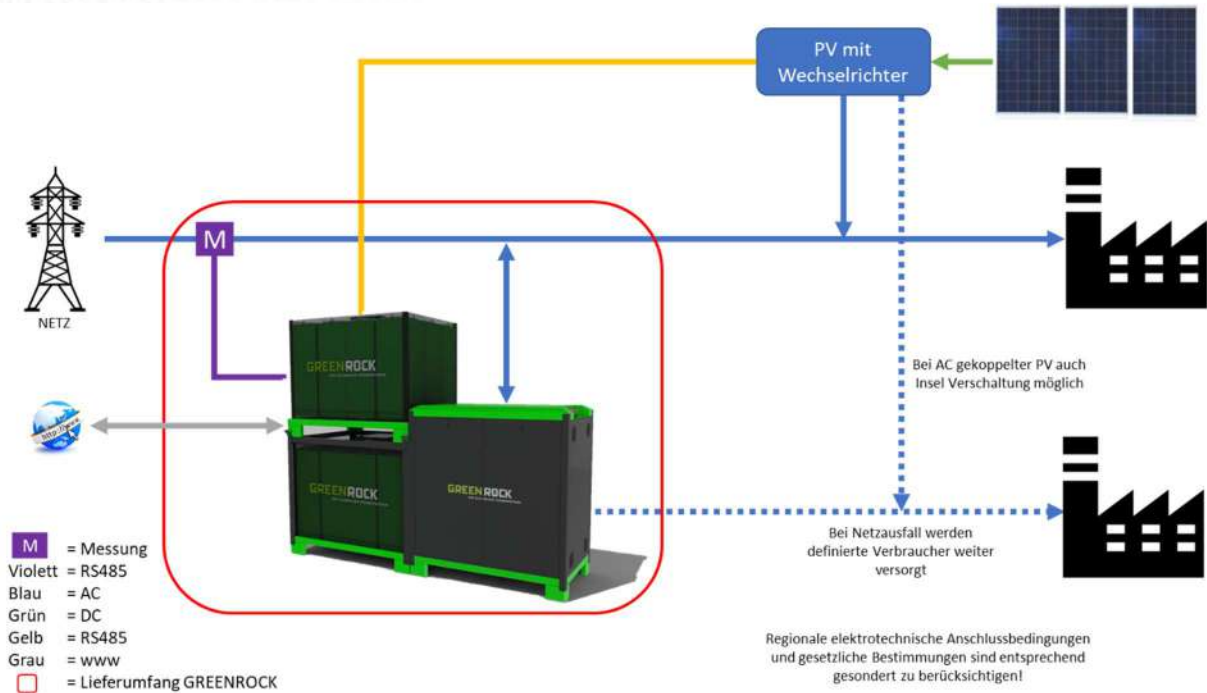 PV mit
Wechselrichter
M
NETZ
GREENROCK
Bei AC gekoppelter PV auch
Insel Verschaltung möglich
http://www
GREENROCK
GREENROCK
Bei Netzausfall werden
definierte Verbraucher weiter
versorgt
M = Messung
Violett = RS485
Blau = AC
Grün = DC
Gelb = RS485
Grau = www
= Lieferumfang GREENROCK
Regionale elektrotechnische Anschlussbedingungen
und gesetzliche Bestimmungen sind entsprechend
gesondert zu berücksichtigen!